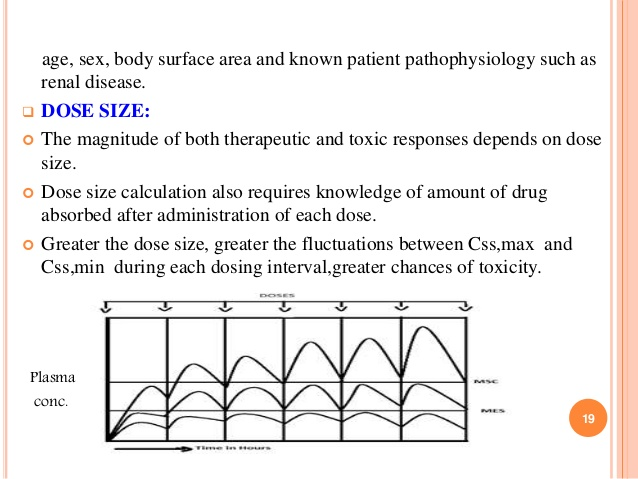 age, sex, body surface area and known patient pathophysiology such as
renal disease.
DOSE SIZE:
The magnitude of both therapeutic and toxic responses depends on dose
size.
Dose size calculation also requires knowledge of amount of drug
absorbed after administration of each dose.
Greater the dose size, greater the fluctuations between Css,max and
Css,min during each dosing interval,greater chances of toxicity.
DOSES
Plasma
conc.
MSC
MES
Time in Hours
19